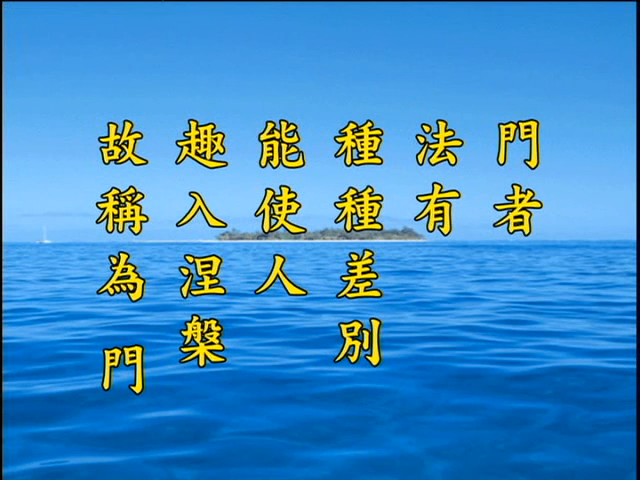 門者
法有
種種差別
能使人
趣入涅槃
故稱為門